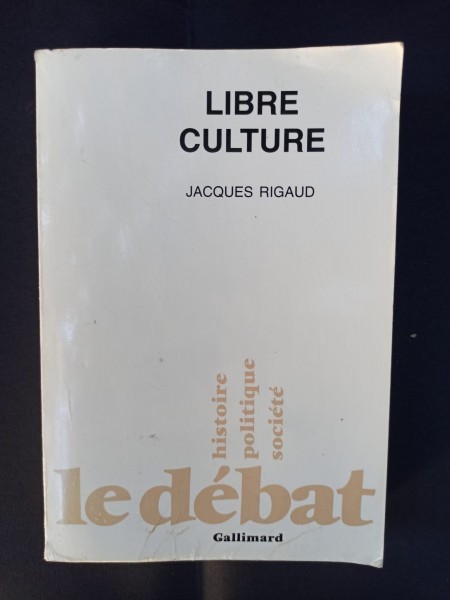 LIBRE
CULTURE
JACQUES RIGAUD
histoire
politique
société
le débat
Gallimard